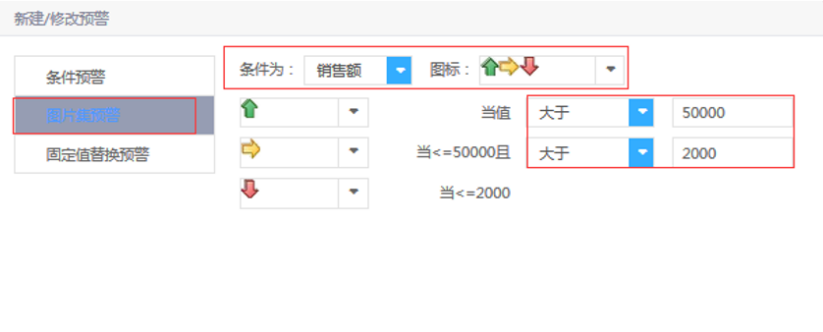 新建/修改预警
条件预警
图片集预警
固定值替换预警
条件为： 销售额 图标：
当值 大于 50000
当<=50000且 大于 2000
当<=2000